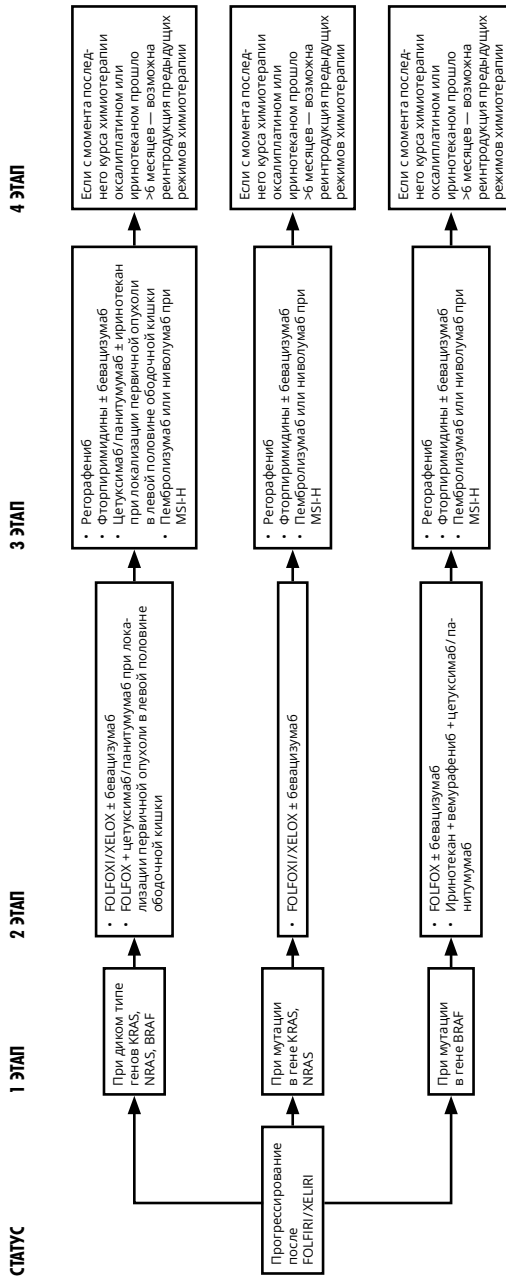 СТАТУС
1 ЭТАП
2 ЭТАП
3 ЭТАП
4 ЭТАП
Прогрессирование
после
FOLFIRI/XELIRI
При диком типе
генов KRAS,
NRAS, BRAF
• FOLFOXI/XELOX ± бевацизумаб
• FOLFOX + цетуксимаб/панитумумаб при лока-
лизации первичной опухоли в левой половине
ободочной кишки
• Регорафениб
• Фторпиримидины ± бевацизумаб
• Цетуксимаб/панитумумаб ± иринотекан
при локализации первичной опухоли
в левой половине ободочной кишки
• Пембролизумаб или ниволумаб при
MSI-H
Если с момента послед-
него курса химиотерапии
оксалиплатином или
иринотеканом прошло
>6 месяцев — возможна
реинтродукция предыдущих
режимов химиотерапии
При мутации
в гене KRAS,
NRAS
• FOLFOXI/XELOX ± бевацизумаб
• Регорафениб
• Фторпиримидины ± бевацизумаб
• Пембролизумаб или ниволумаб при
MSI-H
Если с момента послед-
него курса химиотерапии
оксалиплатином или
иринотеканом прошло
>6 месяцев — возможна
реинтродукция предыдущих
режимов химиотерапии
При мутации
в гене BRAF
• FOLFOX ± бевацизумаб
• Иринотекан + вемурафениб + цетуксимаб/па-
нитумумаб
• Регорафениб
• Фторпиримидины ± бевацизумаб
• Пембролизумаб или ниволумаб при
MSI-H
Если с момента послед-
него курса химиотерапии
оксалиплатином или
иринотеканом прошло
>6 месяцев — возможна
реинтродукция предыдущих
режимов химиотерапии